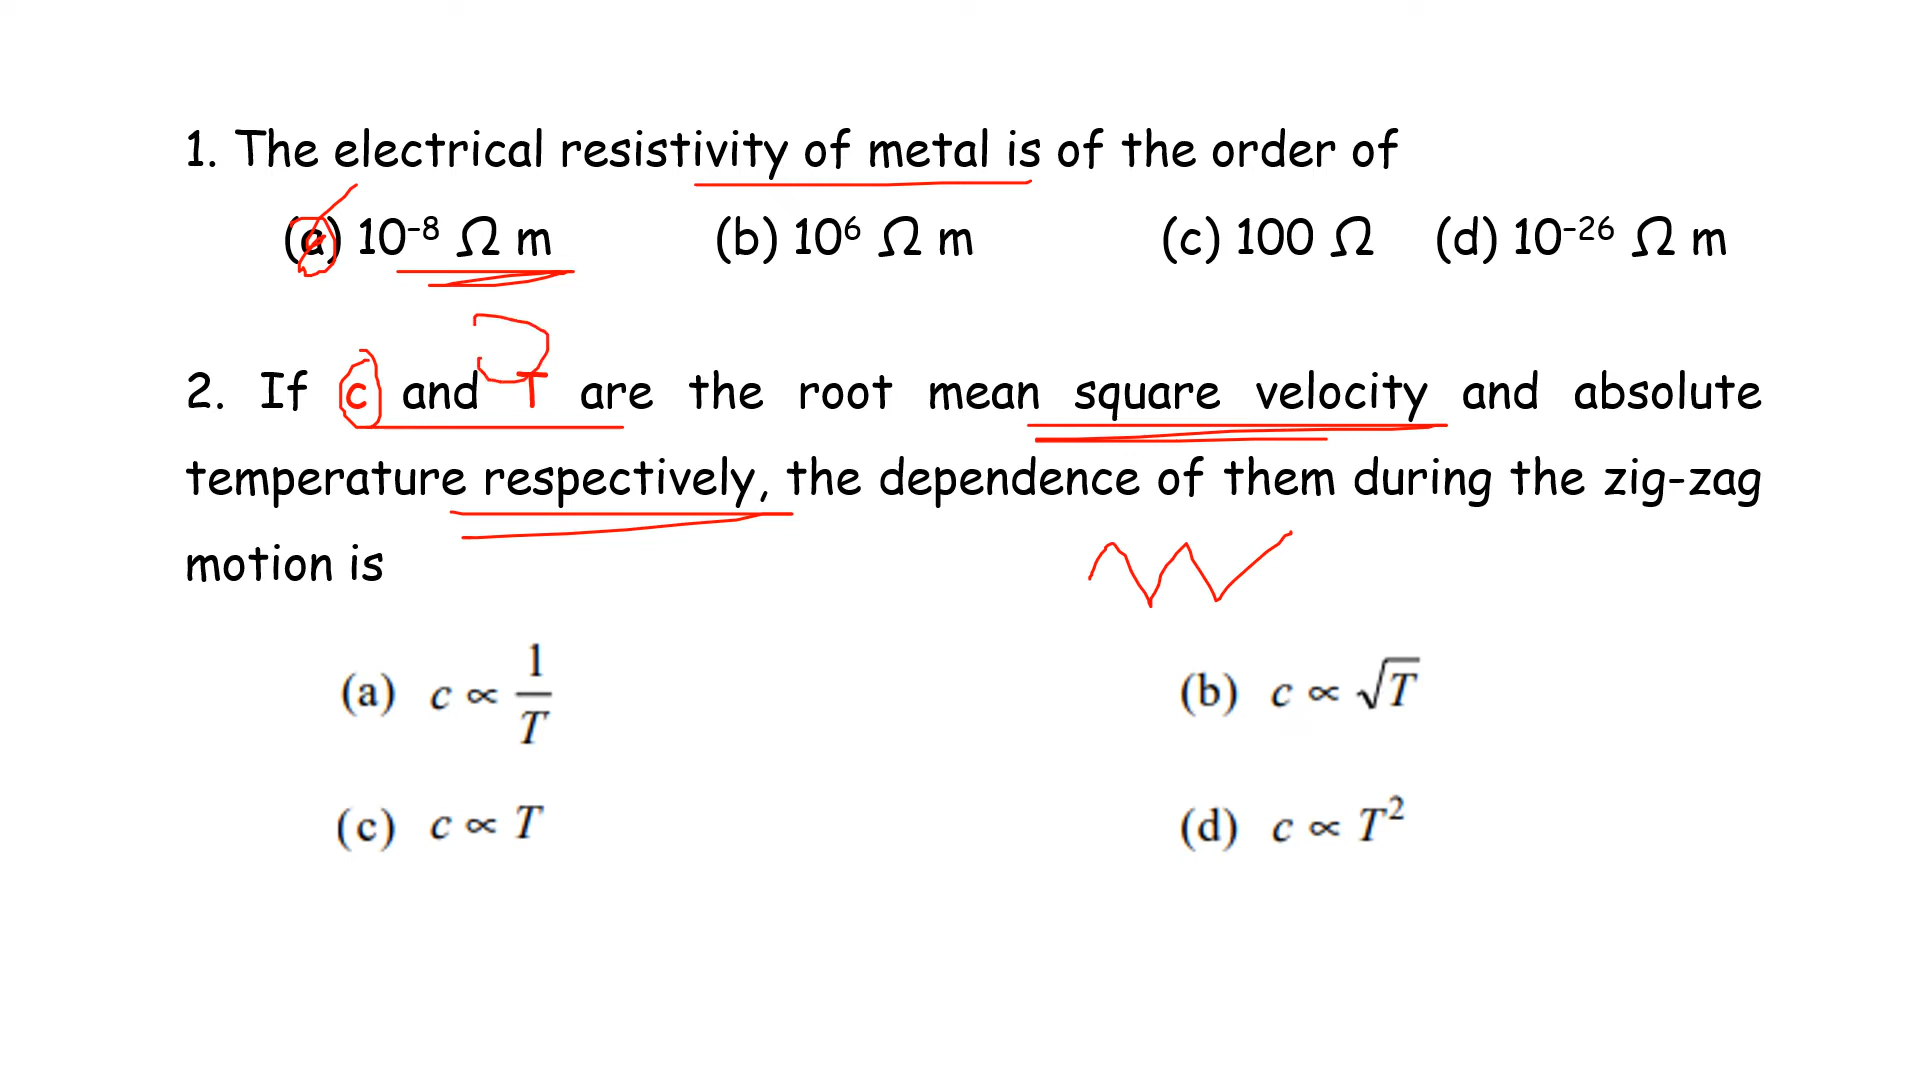 1. The electrical resistivity of metal is of the order of
(a) 10⁻⁸ Ω m (b) 10⁶ Ω m (c) 100 Ω (d) 10⁻²⁶ Ω m
2. If c and T are the root mean square velocity and absolute
temperature respectively, the dependence of them during the zig-zag
motion is
(a) c ∝ 1/T (b) c ∝ √T
(c) c ∝ T (d) c ∝ T²